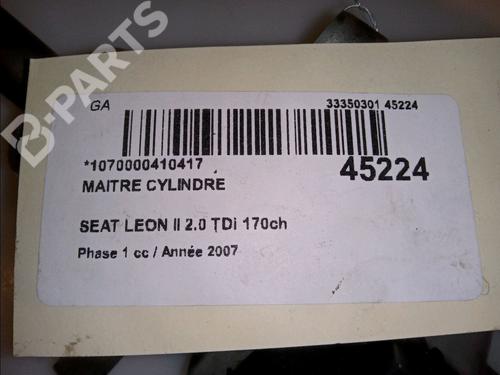 B-PARTS
GA
33350301 45224
*1070000410417
45224
MAITRE CYLINDRE
SEAT LEON II 2.0 TDi 170ch
Phase 1 cc / Année 2007